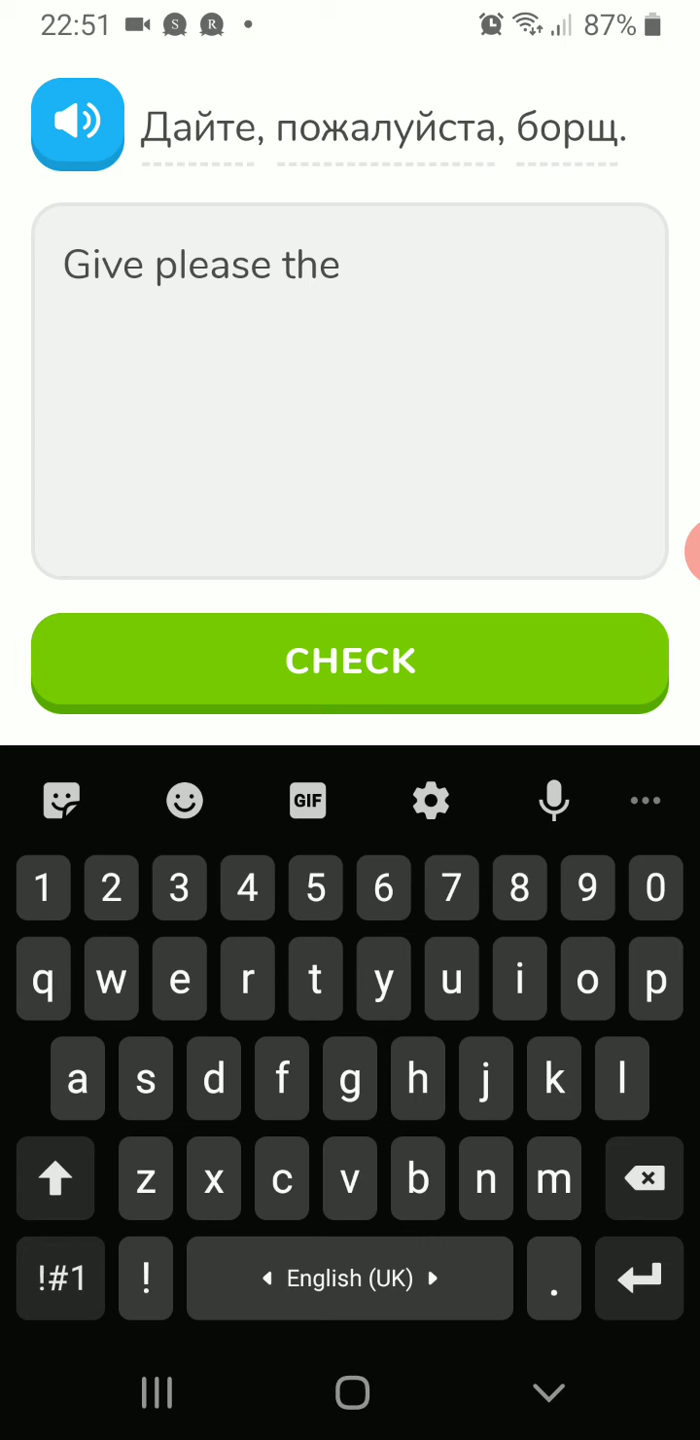 22:51 S R 87%
Дайте, пожалуйста, борщ.
Give please the
CHECK
GIF
1 2 3 4 5 6 7 8 9 0
q w e r t y u i o p
a s d f g h j k l
z x c v b n m
!#1 ! English (UK) .